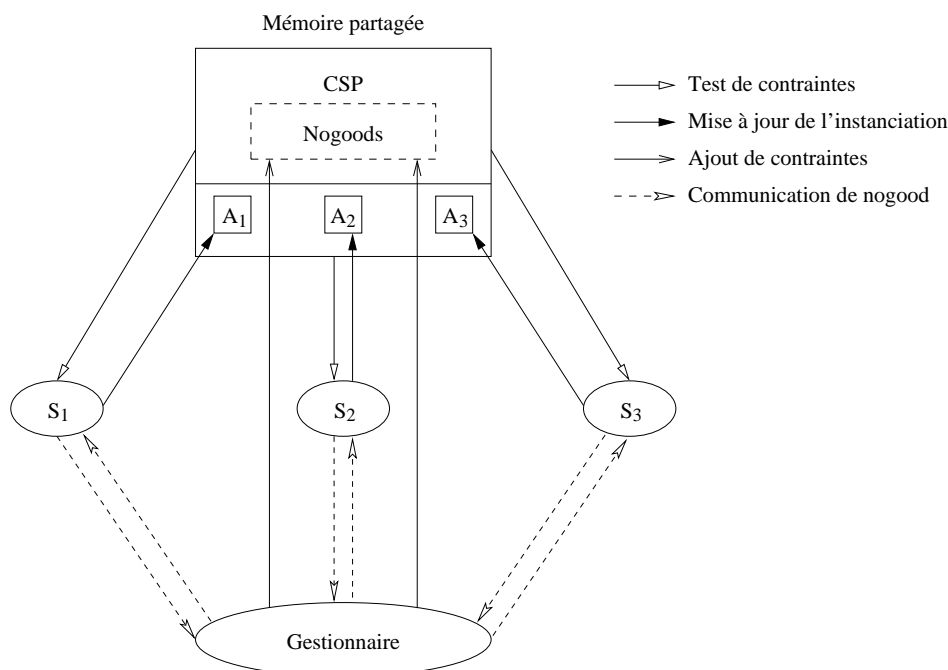 Mémoire partagée
CSP
Nogoods
A1 A2 A3
Test de contraintes
Mise à jour de l'instanciation
Ajout de contraintes
Communication de nogood
S1 S2 S3
Gestionnaire